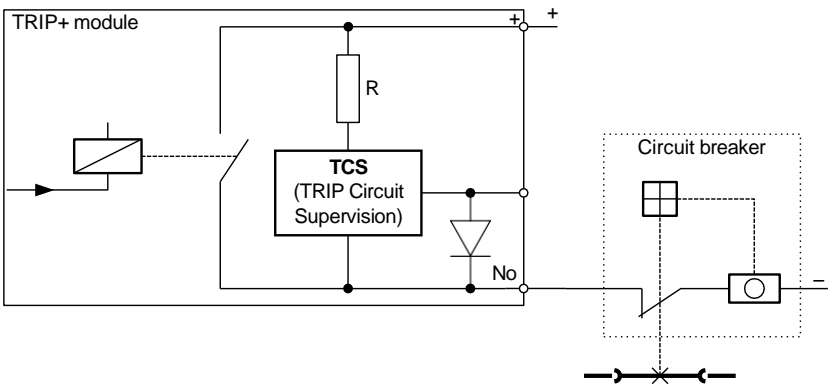 TRIP+ module
+
+
R
TCS
(TRIP Circuit
Supervision)
Circuit breaker
No
−